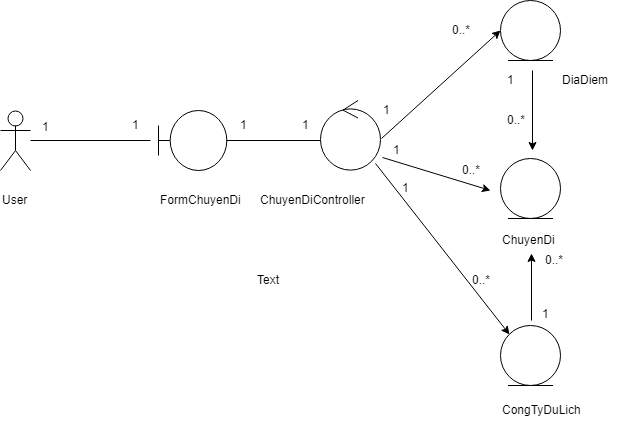 0..*
1
DiaDiem
1
0..*
1
1
1
1
1
0..*
1
User
FormChuyenDi
ChuyenDiController
ChuyenDi
0..*
Text
0..*
1
CongTyDuLich